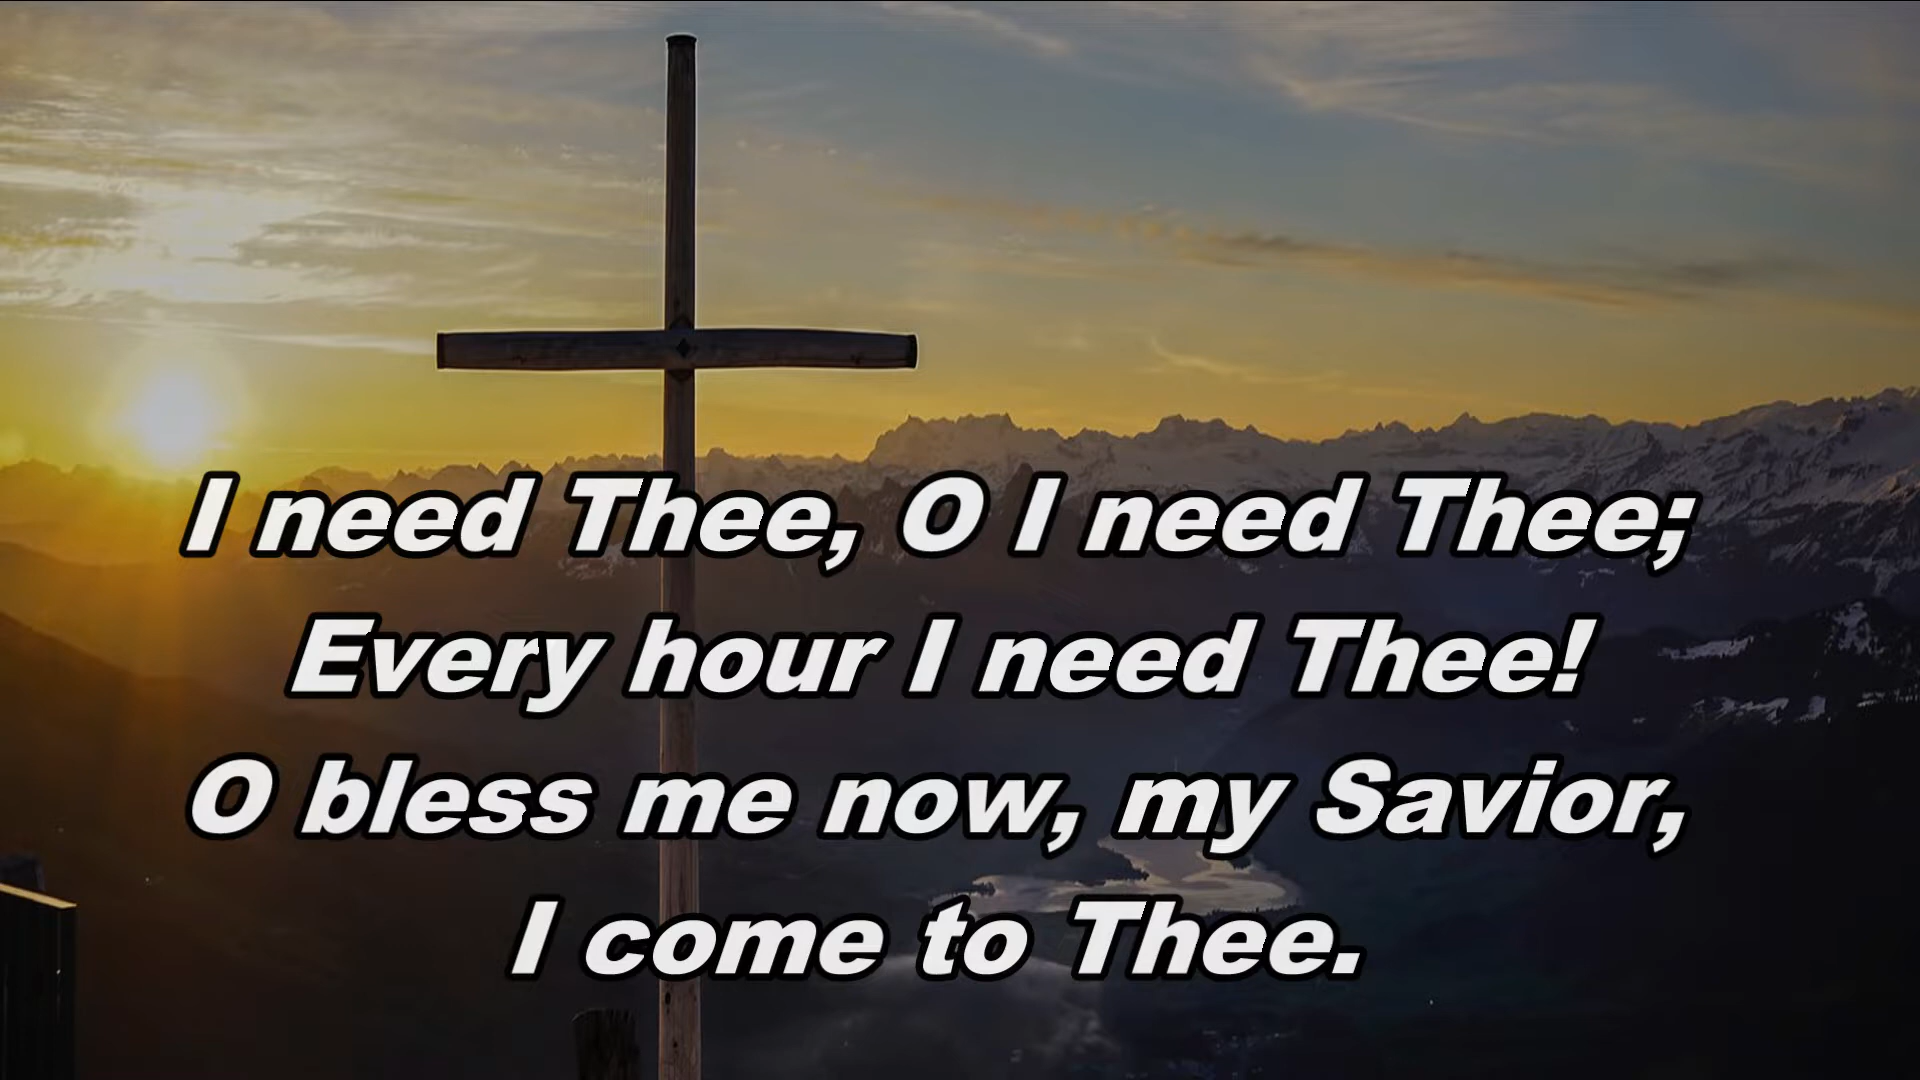 I need Thee, O I need Thee;
Every hour I need Thee!
O bless me now, my Savior,
I come to Thee.